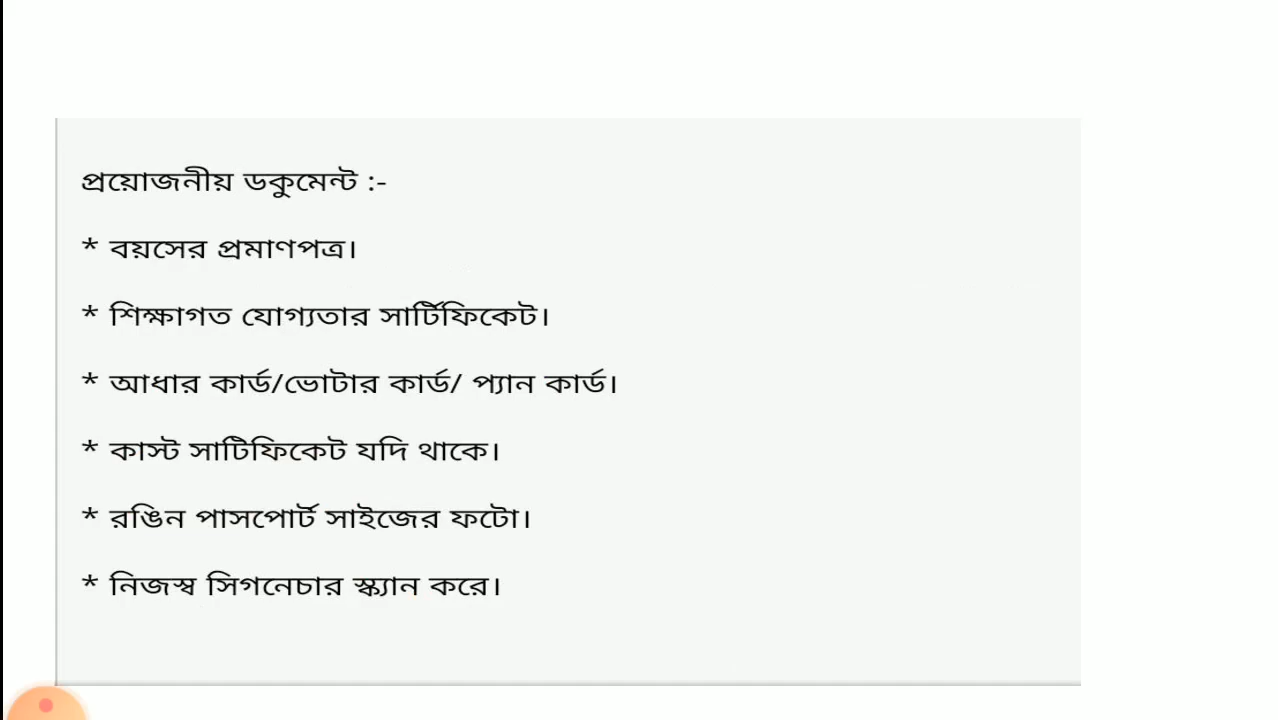 প্রয়োজনীয় ডকুমেন্ট :-
* বয়সের প্রমাণপত্র।
* শিক্ষাগত যোগ্যতার সার্টিফিকেট।
* আধার কার্ড/ভোটার কার্ড/ প্যান কার্ড।
* কাস্ট সাটিফিকেট যদি থাকে।
* রঙিন পাসপোর্ট সাইজের ফটো।
* নিজস্ব সিগনেচার স্ক্যান করে।